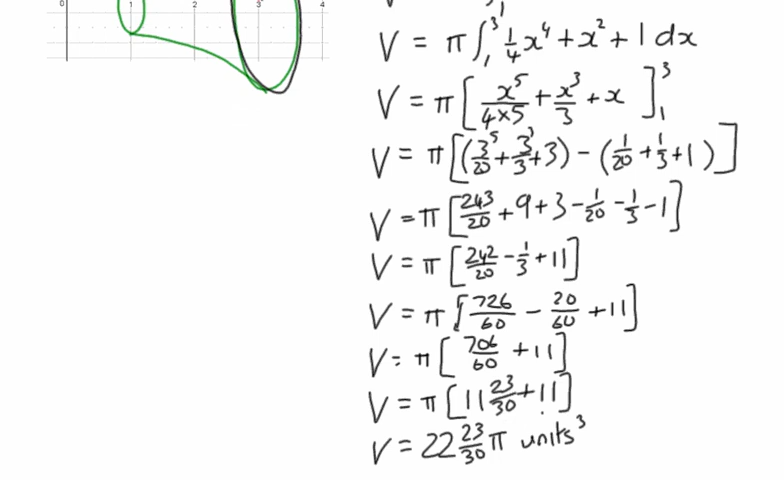 0 1 2 3 4
V = π∫₁³ ¼x⁴ + x² + 1 dx
V = π[x⁵/(4×5) + x³/3 + x]₁³
V = π[(3⁵/20 + 3³/3 + 3) - (1/20 + 1/3 + 1)]
V = π[243/20 + 9 + 3 - 1/20 - 1/3 - 1]
V = π[242/20 - 1/3 + 11]
V = π[726/60 - 20/60 + 11]
V = π[706/60 + 11]
V = π[11 23/30 + 11]
V = 22 23/30 π units³